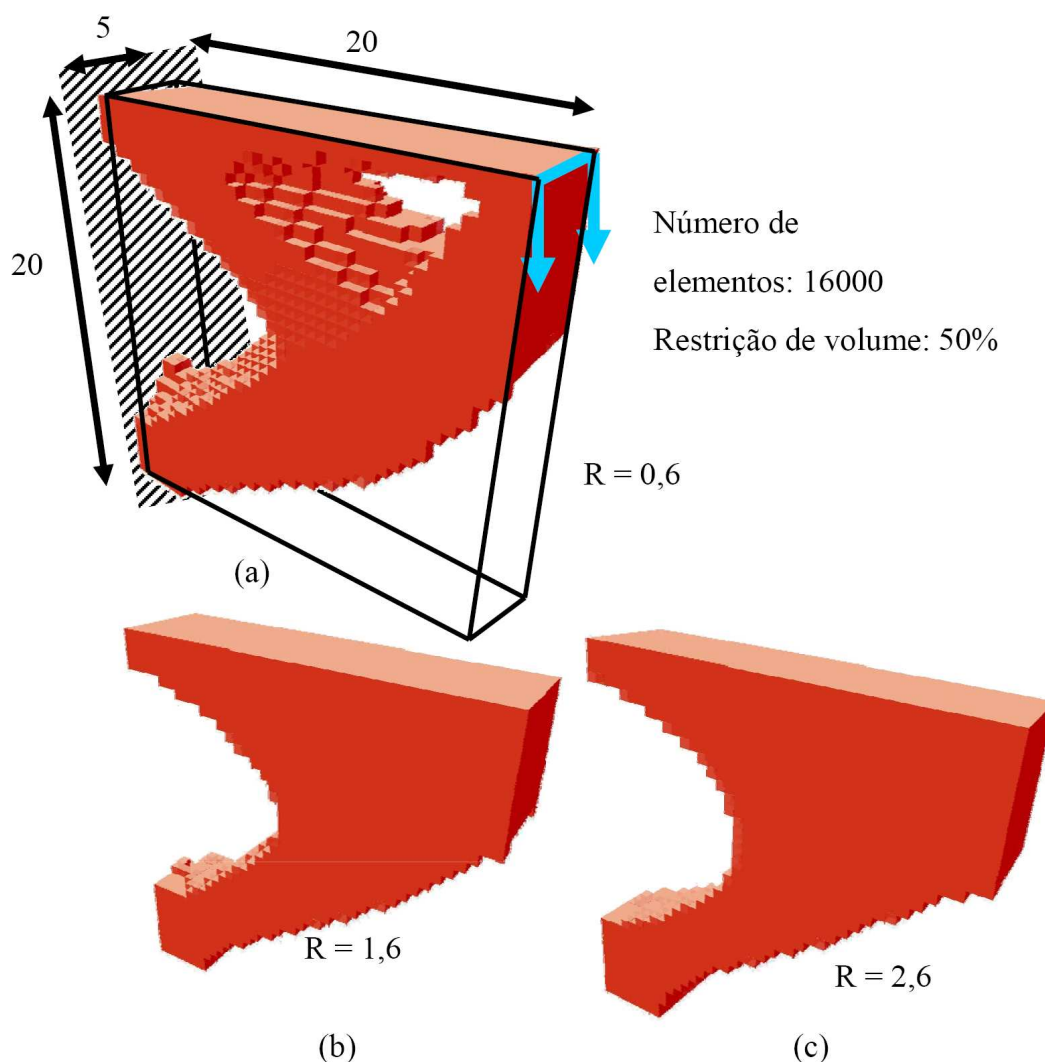 5
20
20
Número de
elementos: 16000
Restrição de volume: 50%
R = 0,6
(a)
R = 1,6
R = 2,6
(b)
(c)